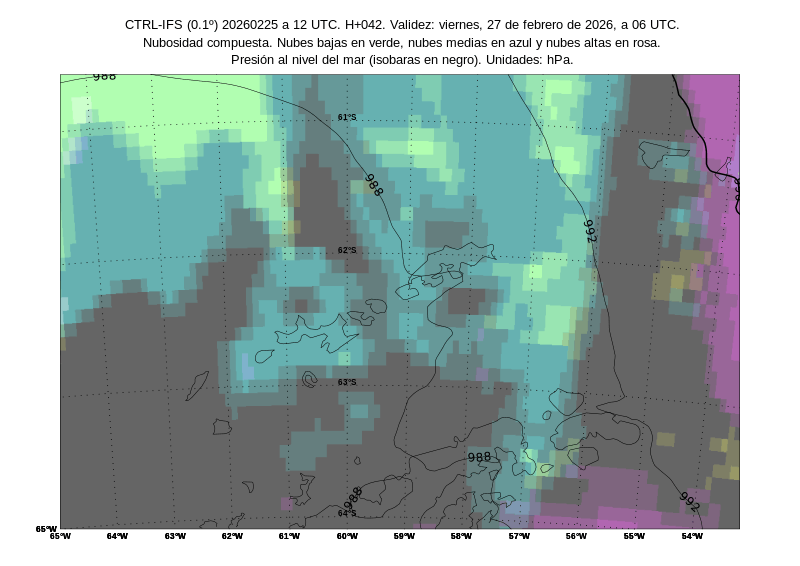 CTRL-IFS (0.1º) 20260225 a 12 UTC. H+042. Validez: viernes, 27 de febrero de 2026, a 06 UTC.
Nubosidad compuesta. Nubes bajas en verde, nubes medias en azul y nubes altas en rosa.
Presión al nivel del mar (isobaras en negro). Unidades: hPa.
988
61°S
988
992
62°S
63°S
988
988
992
64°S
65°W
65°W 64°W 63°W 62°W 61°W 60°W 59°W 58°W 57°W 56°W 55°W 54°W